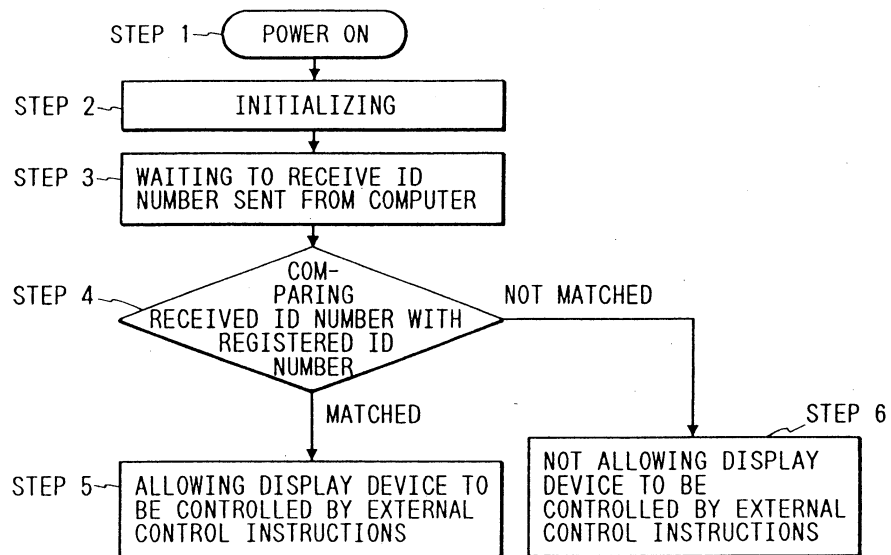 STEP 1
POWER ON
STEP 2
INITIALIZING
STEP 3
WAITING TO RECEIVE ID
NUMBER SENT FROM COMPUTER
STEP 4
COM-
PARING
RECEIVED ID NUMBER WITH
REGISTERED ID
NUMBER
NOT MATCHED
MATCHED
STEP 5
ALLOWING DISPLAY DEVICE TO
BE CONTROLLED BY EXTERNAL
CONTROL INSTRUCTIONS
STEP 6
NOT ALLOWING DISPLAY
DEVICE TO BE
CONTROLLED BY EXTERNAL
CONTROL INSTRUCTIONS